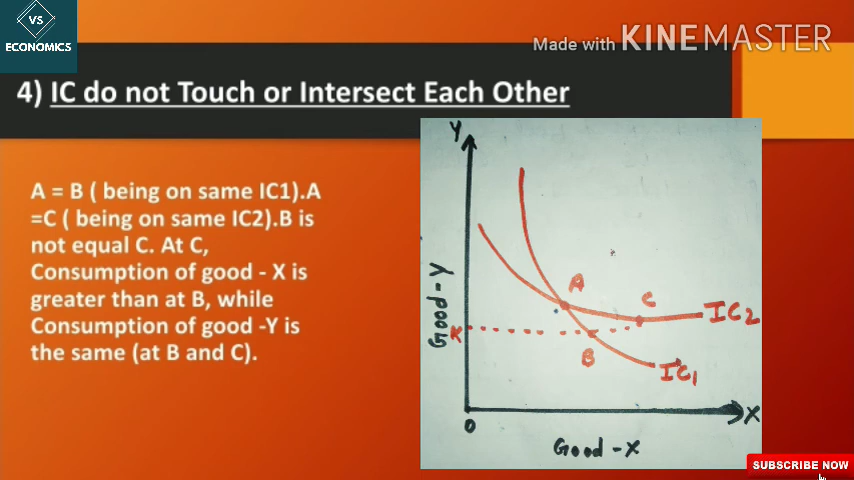 VS
ECONOMICS
Made with KINEMASTER
4) IC do not Touch or Intersect Each Other
A = B ( being on same IC1).A
=C ( being on same IC2).B is
not equal C. At C,
Consumption of good - X is
greater than at B, while
Consumption of good -Y is
the same (at B and C).
Y
Good-Y
A
C
IC2
K
B
IC1
O
X
Good-X
SUBSCRIBE NOW